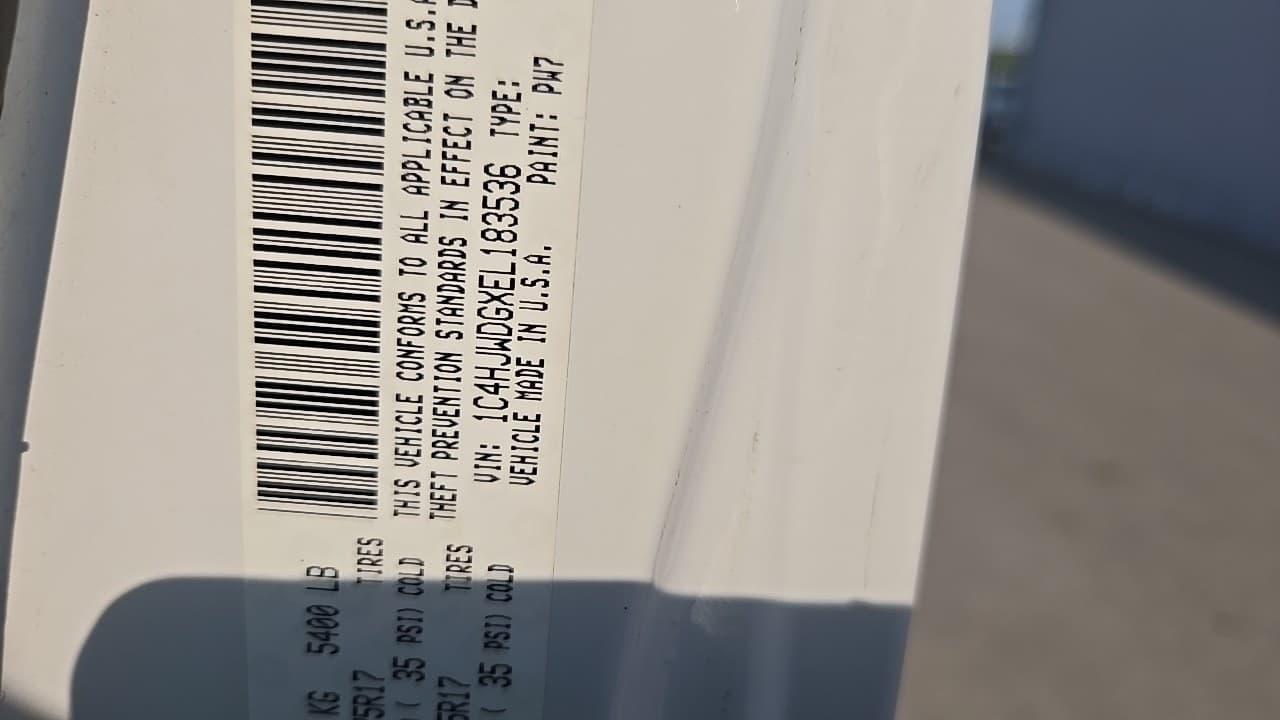 KG 5400 LB
5R17 TIRES
( 35 PSI) COLD THIS VEHICLE CONFORMS TO ALL APPLICABLE U.S.A
5R17 TIRES THEFT PREVENTION STANDARDS IN EFFECT ON THE D
( 35 PSI) COLD VIN: 1C4HJWDGXEL183536 TYPE:
VEHICLE MADE IN U.S.A. PAINT: PW7